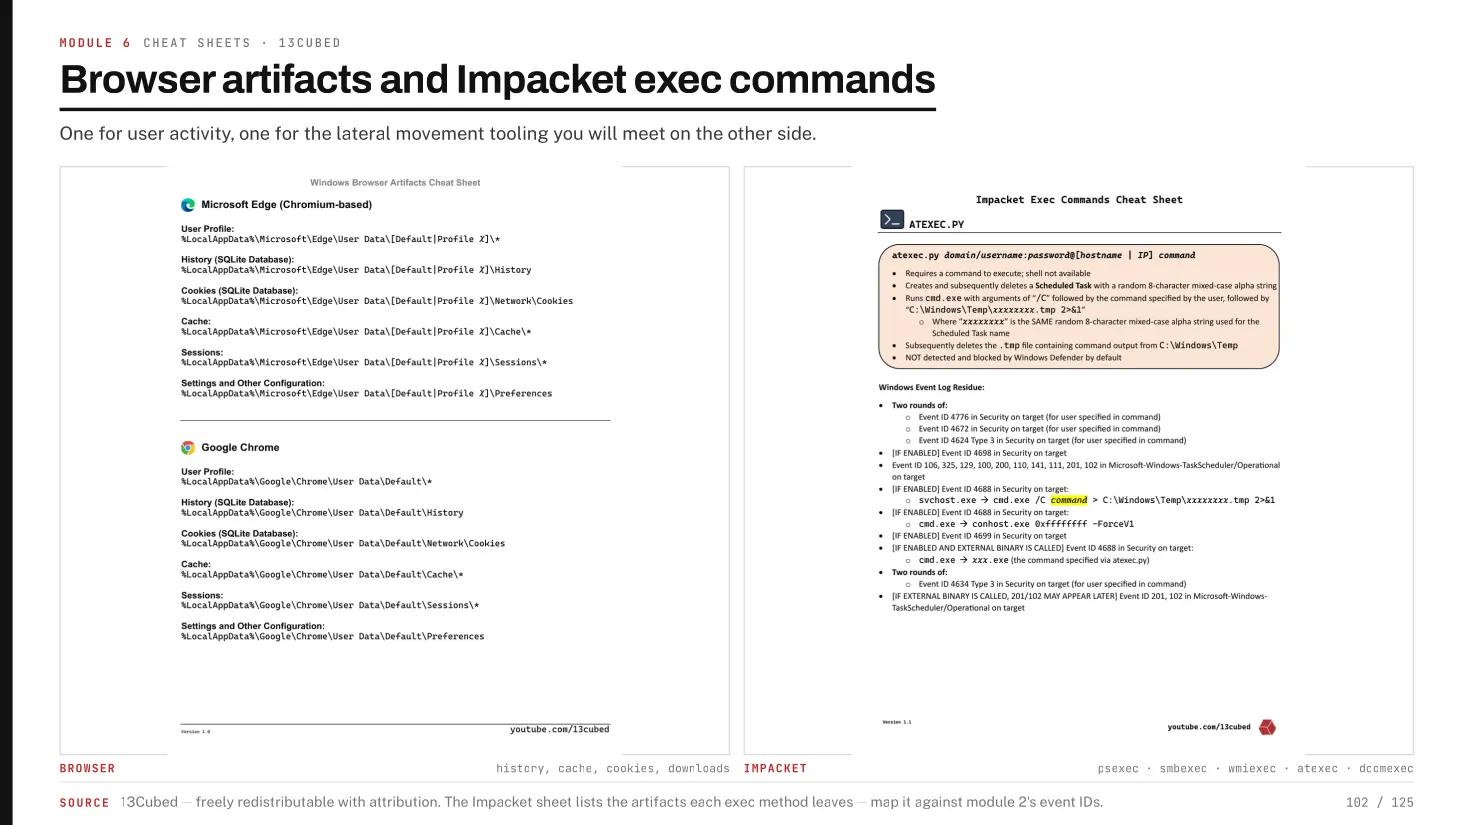 MODULE 6 CHEAT SHEETS · 13CUBED
Browser artifacts and Impacket exec commands
One for user activity, one for the lateral movement tooling you will meet on the other side.
Windows Browser Artifacts Cheat Sheet
Microsoft Edge (Chromium-based)
User Profile:
%LocalAppData%\Microsoft\Edge\User Data\[Default|Profile X]\*
History (SQLite Database):
%LocalAppData%\Microsoft\Edge\User Data\[Default|Profile X]\History
Cookies (SQLite Database):
%LocalAppData%\Microsoft\Edge\User Data\[Default|Profile X]\Network\Cookies
Cache:
%LocalAppData%\Microsoft\Edge\User Data\[Default|Profile X]\Cache\*
Sessions:
%LocalAppData%\Microsoft\Edge\User Data\[Default|Profile X]\Sessions\*
Settings and Other Configuration:
%LocalAppData%\Microsoft\Edge\User Data\[Default|Profile X]\Preferences
Google Chrome
User Profile:
%LocalAppData%\Google\Chrome\User Data\Default\*
History (SQLite Database):
%LocalAppData%\Google\Chrome\User Data\Default\History
Cookies (SQLite Database):
%LocalAppData%\Google\Chrome\User Data\Default\Network\Cookies
Cache:
%LocalAppData%\Google\Chrome\User Data\Default\Cache\*
Sessions:
%LocalAppData%\Google\Chrome\User Data\Default\Sessions\*
Settings and Other Configuration:
%LocalAppData%\Google\Chrome\User Data\Default\Preferences
Version 1.0
youtube.com/13cubed
BROWSER
history, cache, cookies, downloads
Impacket Exec Commands Cheat Sheet
ATEXEC.PY
atexec.py domain/username:password@[hostname | IP] command
• Requires a command to execute; shell not available
• Creates and subsequently deletes a Scheduled Task with a random 8-character mixed-case alpha string
• Runs cmd.exe with arguments of "/C" followed by the command specified by the user, followed by
"C:\Windows\Temp\xxxxxxxx.tmp 2>&1"
○ Where "xxxxxxxx" is the SAME random 8-character mixed-case alpha string used for the
Scheduled Task name
• Subsequently deletes the .tmp file containing command output from C:\Windows\Temp
• NOT detected and blocked by Windows Defender by default
Windows Event Log Residue:
• Two rounds of:
○ Event ID 4776 in Security on target (for user specified in command)
○ Event ID 4672 in Security on target (for user specified in command)
○ Event ID 4624 Type 3 in Security on target (for user specified in command)
• [IF ENABLED] Event ID 4698 in Security on target
• Event ID 106, 325, 129, 100, 200, 110, 141, 111, 201, 102 in Microsoft-Windows-TaskScheduler/Operational
on target
• [IF ENABLED] Event ID 4688 in Security on target:
○ svchost.exe → cmd.exe /C command > C:\Windows\Temp\xxxxxxxx.tmp 2>&1
• [IF ENABLED] Event ID 4688 in Security on target:
○ cmd.exe → conhost.exe 0xffffffff -ForceV1
• [IF ENABLED] Event ID 4699 in Security on target
• [IF ENABLED AND EXTERNAL BINARY IS CALLED] Event ID 4688 in Security on target:
○ cmd.exe → xxx.exe (the command specified via atexec.py)
• Two rounds of:
○ Event ID 4634 Type 3 in Security on target (for user specified in command)
• [IF EXTERNAL BINARY IS CALLED, 201/102 MAY APPEAR LATER] Event ID 201, 102 in Microsoft-Windows-
TaskScheduler/Operational on target
Version 1.1
youtube.com/13cubed
IMPACKET
psexec · smbexec · wmiexec · atexec · dcomexec
SOURCE 13Cubed — freely redistributable with attribution. The Impacket sheet lists the artifacts each exec method leaves — map it against module 2's event IDs.
102 / 125